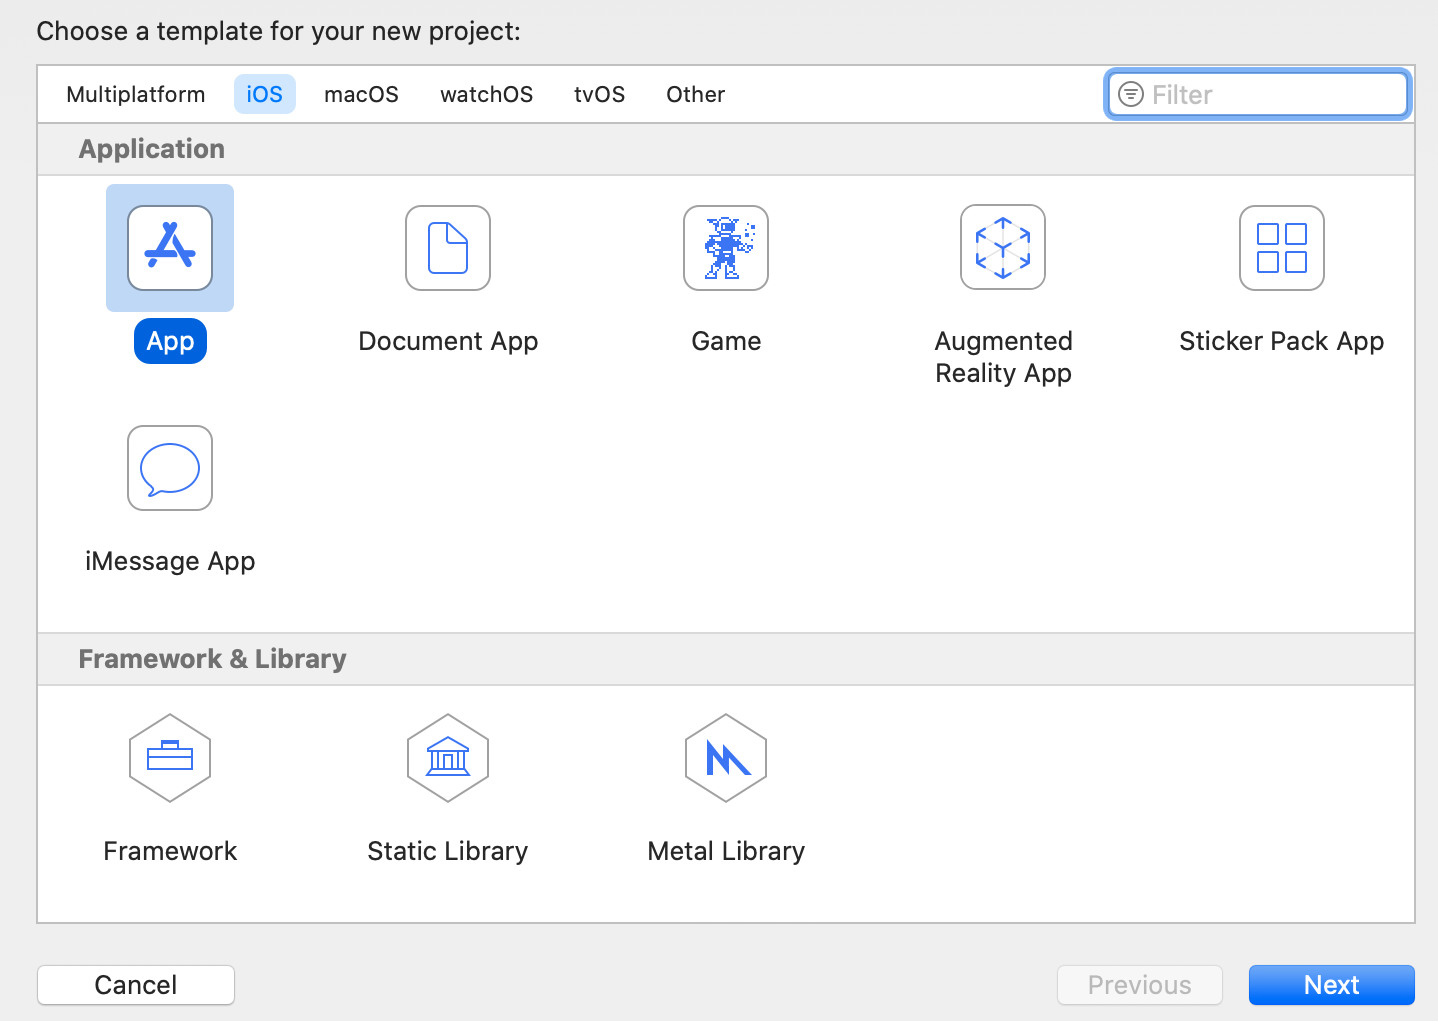 Choose a template for your new project:
Multiplatform iOS macOS watchOS tvOS Other Filter
Application
App Document App Game Augmented Reality App Sticker Pack App
iMessage App
Framework & Library
Framework Static Library Metal Library
Cancel Previous Next